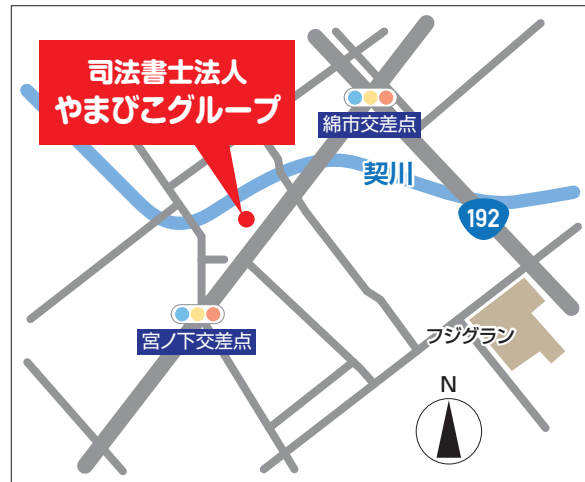 司法書士法人
やまびこグループ
綿市交差点
契川
192
宮ノ下交差点
フジグラン
N